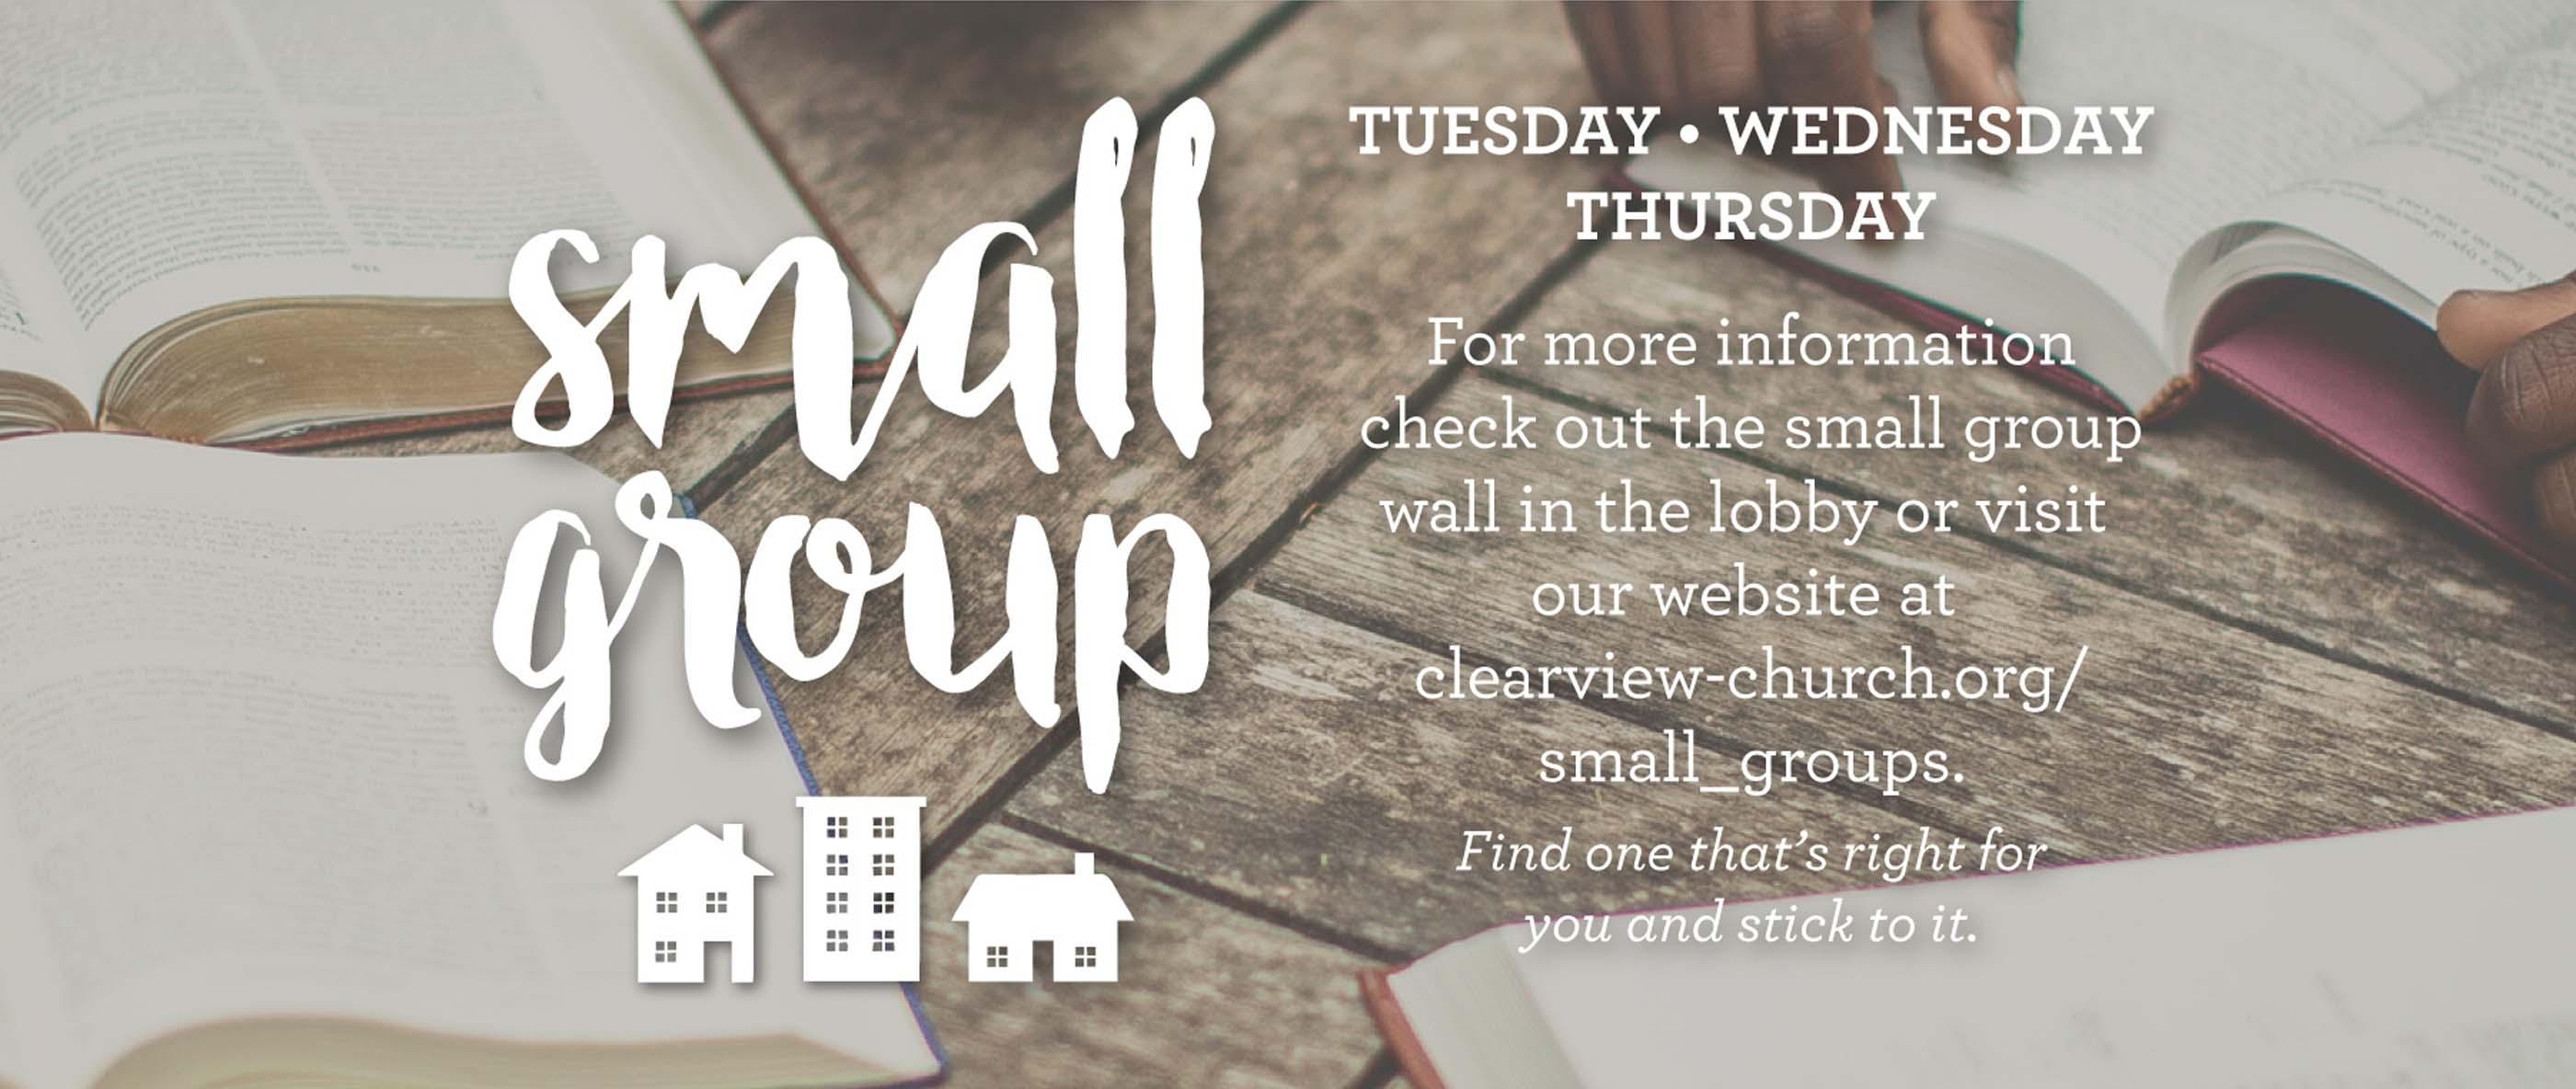 small
group
TUESDAY • WEDNESDAY
THURSDAY
For more information
check out the small group
wall in the lobby or visit
our website at
clearview-church.org/
small_groups.
Find one that’s right for
you and stick to it.